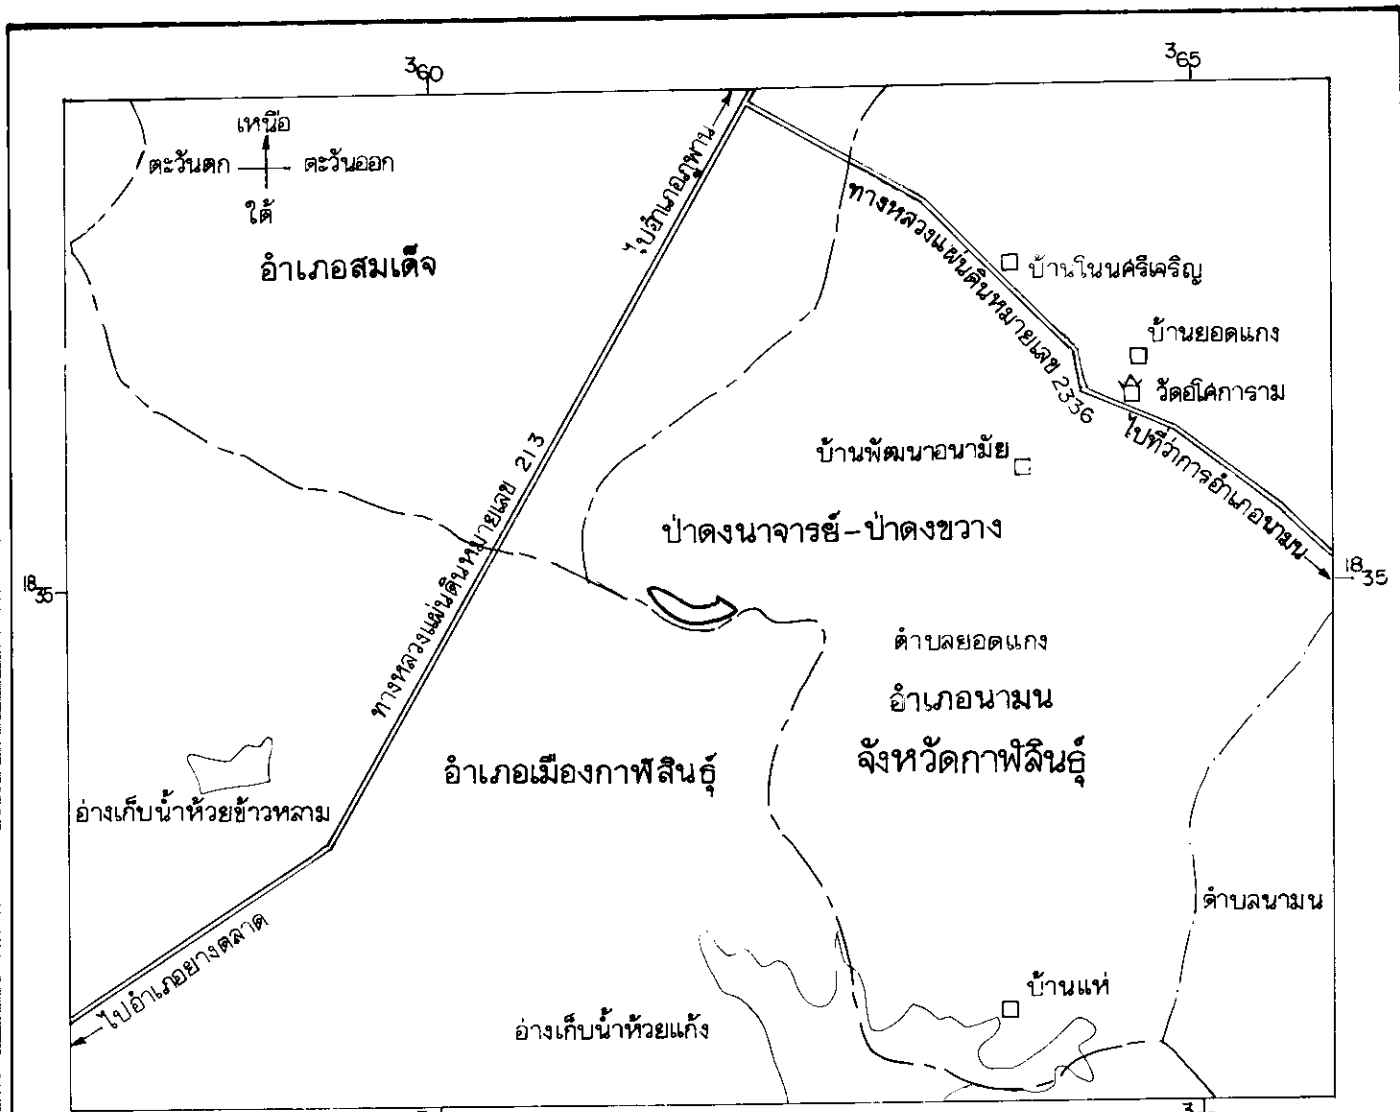 360
365
เหนือ
ตะวันตก
ตะวันออก
ใต้
อำเภอสมเด็จ
ไปอำเภอภูพาน
ทางหลวงแผ่นดินหมายเลข 2336
บ้านโนนศรีเจริญ
บ้านยอดแกง
วัดอโศการาม
ไปที่ว่าการอำเภอนามน
บ้านพัฒนาอนามัย
ทางหลวงแผ่นดินหมายเลข 213
ป่าดงนาจารย์-ป่าดงขวาง
1835
1835
ตำบลยอดแกง
อำเภอนามน
จังหวัดกาฬสินธุ์
อำเภอเมืองกาฬสินธุ์
อ่างเก็บน้ำห้วยข้าวหลาม
ตำบลนามน
ไปอำเภอยางตลาด
บ้านแห่
อ่างเก็บน้ำห้วยแก้ง
3